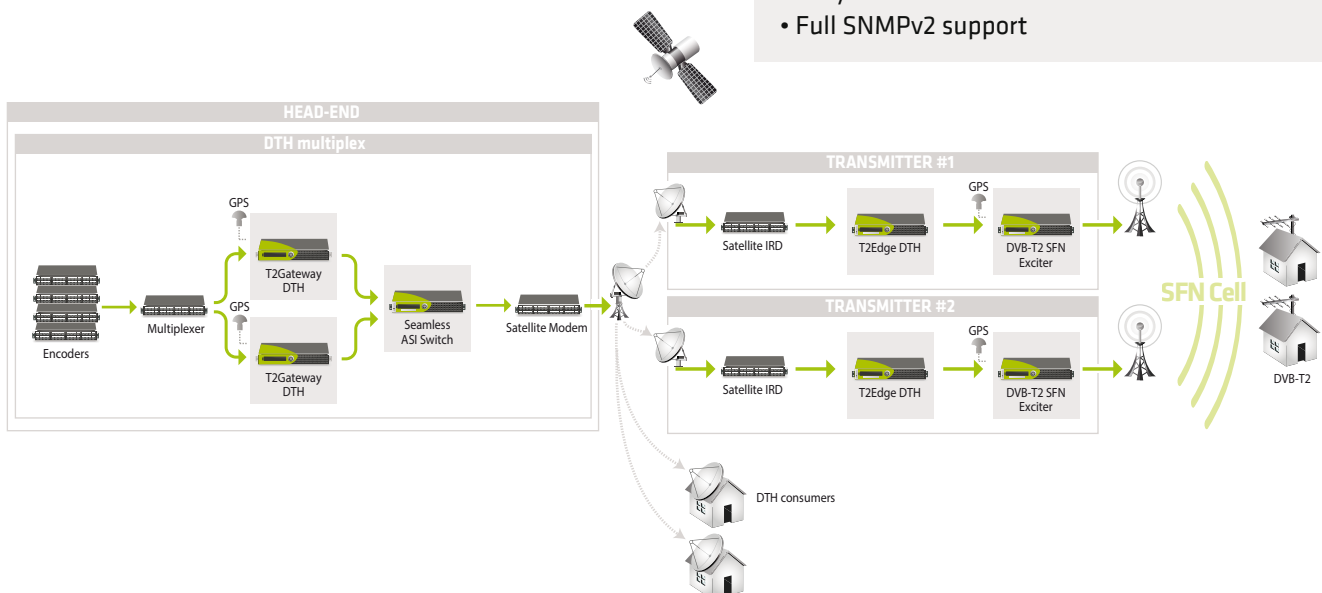 • Full SNMPv2 support
HEAD-END
DTH multiplex
Encoders
Multiplexer
GPS
T2Gateway
DTH
GPS
T2Gateway
DTH
Seamless
ASI Switch
Satellite Modem
TRANSMITTER #1
Satellite IRD
T2Edge DTH
GPS
DVB-T2 SFN
Exciter
TRANSMITTER #2
Satellite IRD
T2Edge DTH
GPS
DVB-T2 SFN
Exciter
SFN Cell
DVB-T2
DTH consumers